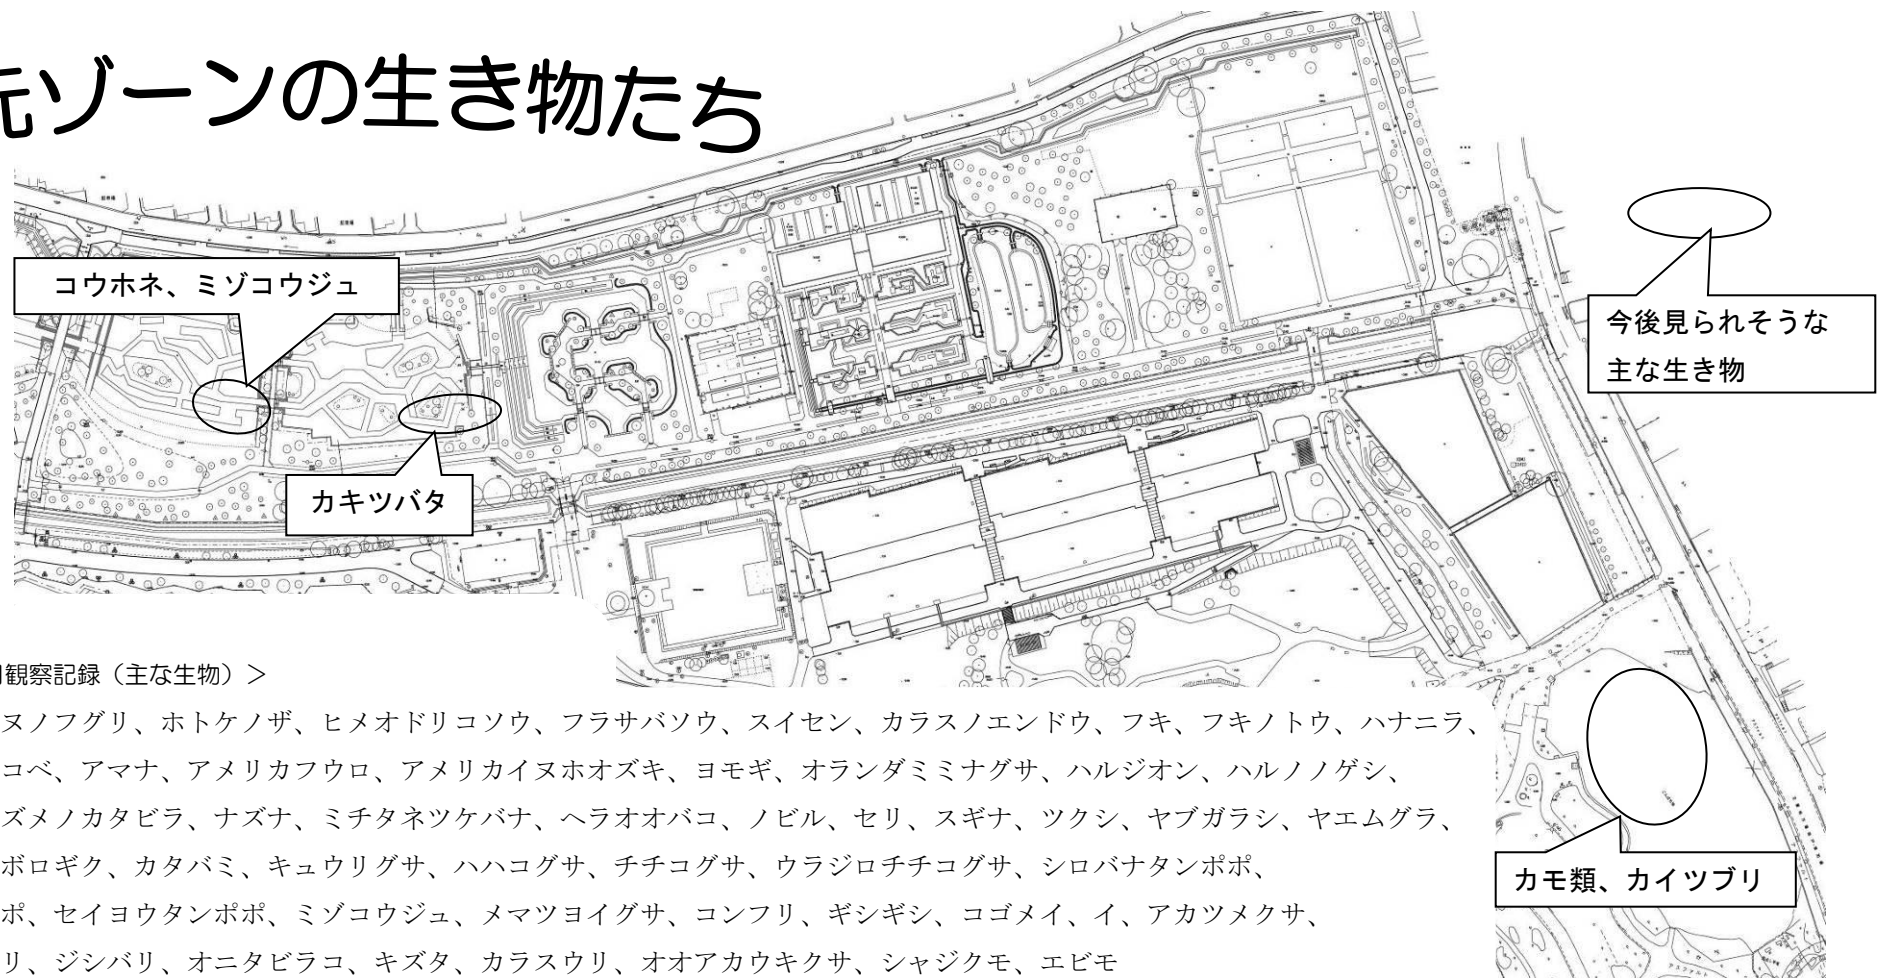 元ゾーンの生き物たち
コウホネ、ミゾコウジュ
カキツバタ
今後見られそうな
主な生き物
カモ類、カイツブリ
観察記録（主な生物）＞
ヌノフグリ、ホトケノザ、ヒメオドリコソウ、フラサバソウ、スイセン、カラスノエンドウ、フキ、フキノトウ、ハナニラ、
コベ、アマナ、アメリカフウロ、アメリカイヌホオズキ、ヨモギ、オランダミミナグサ、ハルジオン、ハルノノゲシ、
ズメノカタビラ、ナズナ、ミチタネツケバナ、ヘラオオバコ、ノビル、セリ、スギナ、ツクシ、ヤブガラシ、ヤエムグラ、
ボロギク、カタバミ、キュウリグサ、ハハコグサ、チチコグサ、ウラジロチチコグサ、シロバナタンポポ、
ポ、セイヨウタンポポ、ミゾコウジュ、メマツヨイグサ、コンフリ、ギシギシ、コゴメイ、イ、アカツメクサ、
リ、ジシバリ、オニタビラコ、キズタ、カラスウリ、オオアカウキクサ、シャジクモ、エビモ